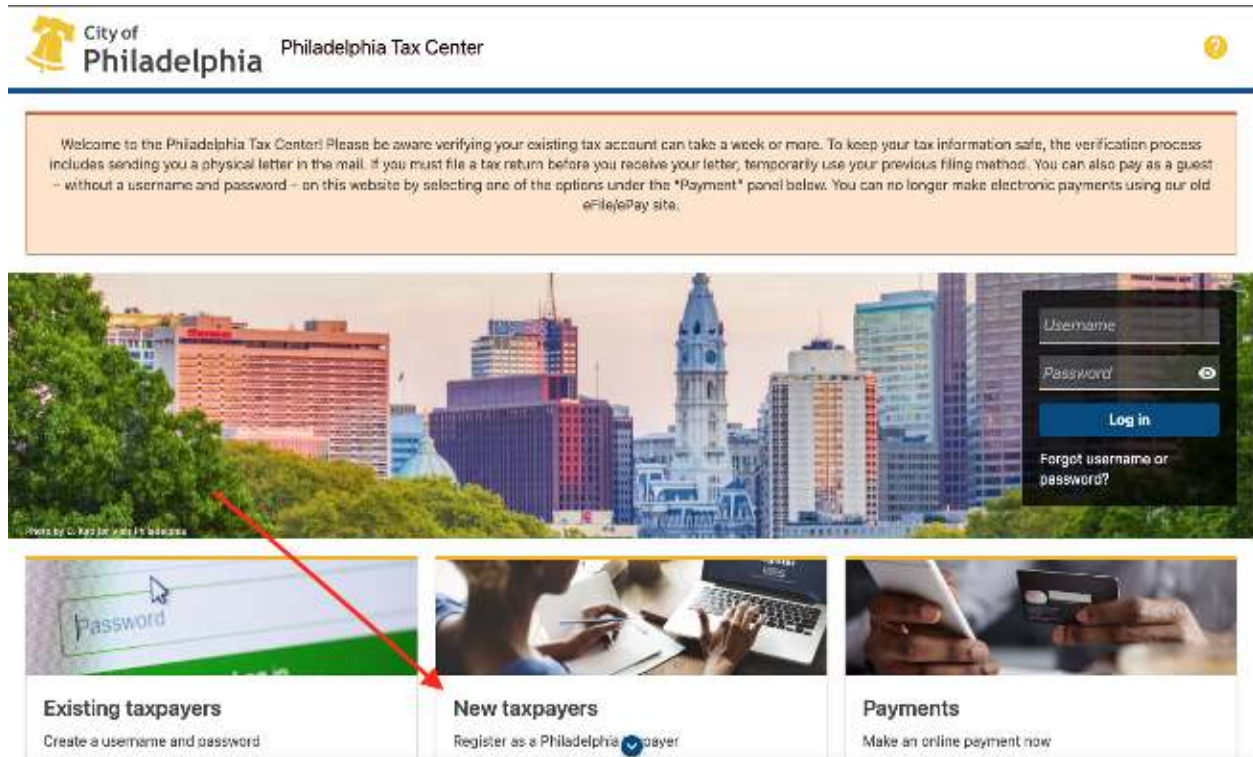 City of
Philadelphia
Philadelphia Tax Center
?
Welcome to the Philadelphia Tax Center! Please be aware verifying your existing tax account can take a week or more. To keep your tax information safe, the verification process
includes sending you a physical letter in the mail. If you must file a tax return before you receive your letter, temporarily use your previous filing method. You can also pay as a guest
– without a username and password – on this website by selecting one of the options under the "Payment" panel below. You can no longer make electronic payments using our old
eFile/ePay site.
Username
Password
Log in
Forgot username or
password?
Photo by
Password
Existing taxpayers
Create a username and password
New taxpayers
Register as a Philadelphia
Payments
Make an online payment now